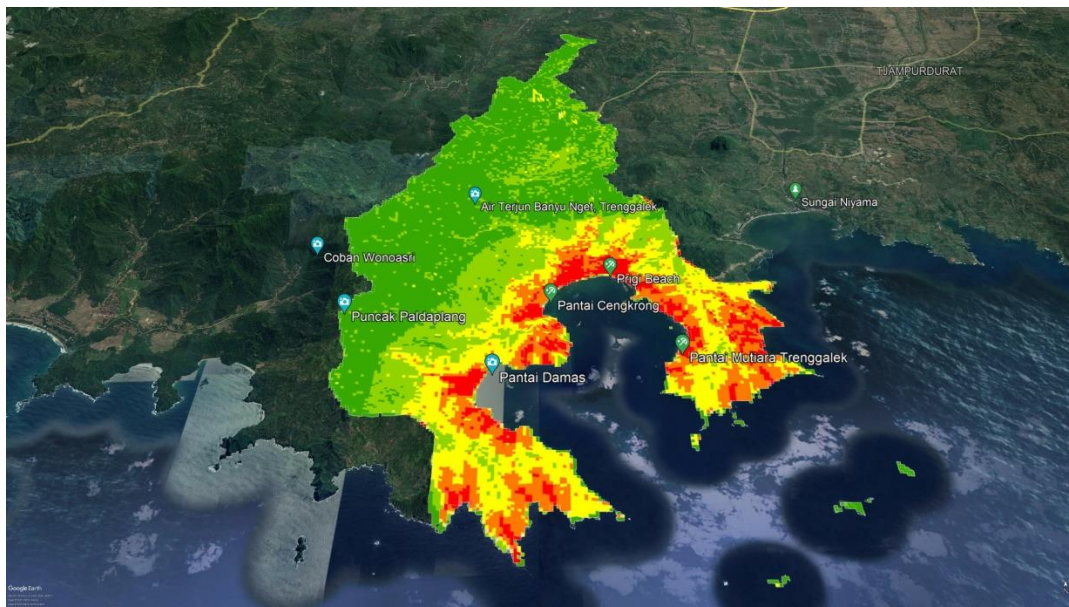 TJAMPURDURAT
Air Terjun Banyu Nget, Trenggalek
Sungai Niyama
Coban Wonoasri
Prigi Beach
Pantai Cengkrong
Puncak Paldaplang
Pantai Mutiara Trenggalek
Pantai Damas
Google Earth